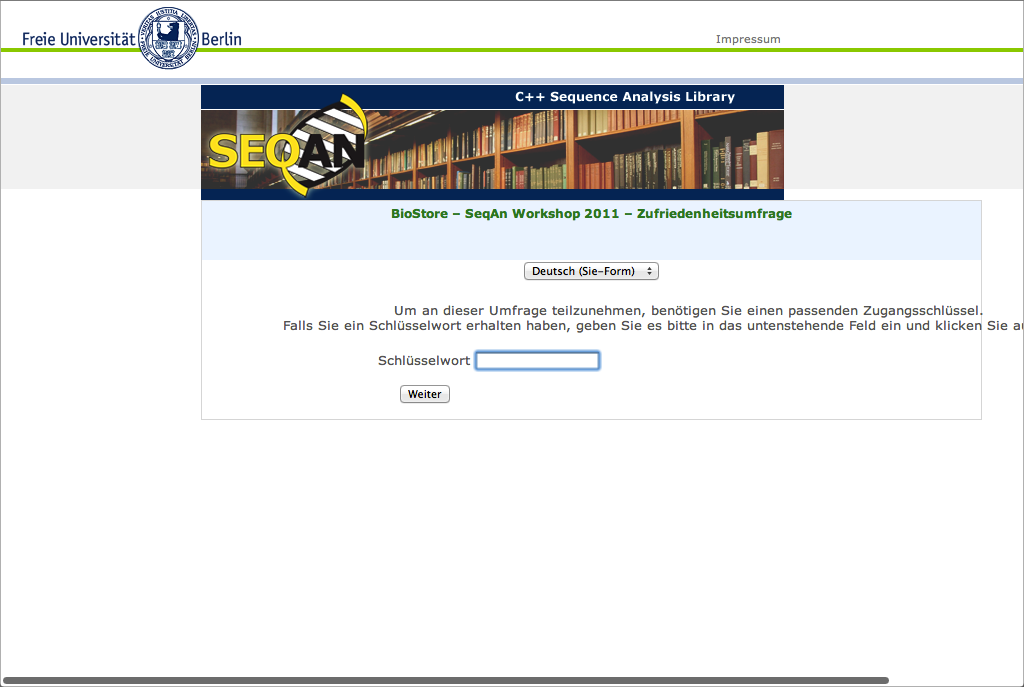 Freie Universität Berlin
VERITAS IUSTITIA LIBERTAS
FREIE UNIVERSITÄT BERLIN
Impressum
C++ Sequence Analysis Library
SEQAN
BioStore – SeqAn Workshop 2011 – Zufriedenheitsumfrage
Deutsch (Sie-Form)
Um an dieser Umfrage teilzunehmen, benötigen Sie einen passenden Zugangsschlüssel.
Falls Sie ein Schlüsselwort erhalten haben, geben Sie es bitte in das untenstehende Feld ein und klicken Sie
Schlüsselwort
Weiter